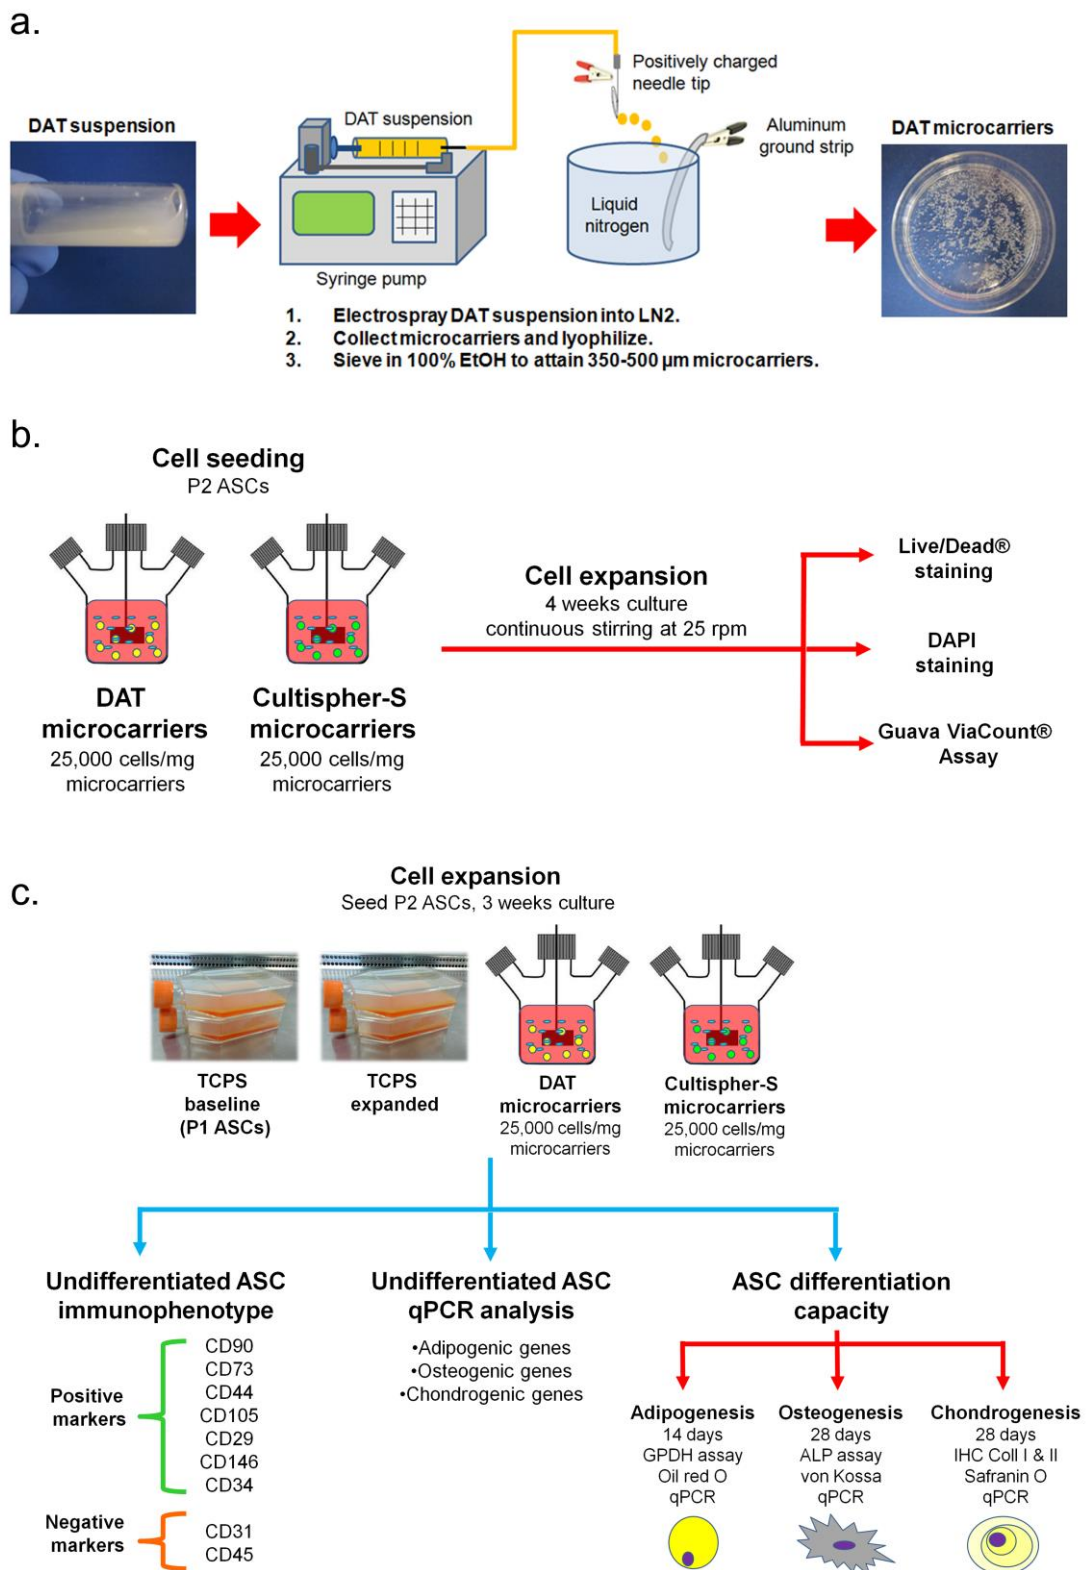 a.
DAT suspension
DAT suspension
Syringe pump
Positively charged
needle tip
Aluminum
ground strip
Liquid
nitrogen
DAT microcarriers
1. Electrospray DAT suspension into LN2.
2. Collect microcarriers and lyophilize.
3. Sieve in 100% EtOH to attain 350-500 µm microcarriers.
b.
Cell seeding
P2 ASCs
DAT
microcarriers
25,000 cells/mg
microcarriers
Cultispher-S
microcarriers
25,000 cells/mg
microcarriers
Cell expansion
4 weeks culture
continuous stirring at 25 rpm
Live/Dead®
staining
DAPI
staining
Guava ViaCount®
Assay
c.
Cell expansion
Seed P2 ASCs, 3 weeks culture
TCPS
baseline
(P1 ASCs)
TCPS
expanded
DAT
microcarriers
25,000 cells/mg
microcarriers
Cultispher-S
microcarriers
25,000 cells/mg
microcarriers
Undifferentiated ASC
immunophenotype
Positive
markers
CD90
CD73
CD44
CD105
CD29
CD146
CD34
Negative
markers
CD31
CD45
Undifferentiated ASC
qPCR analysis
•Adipogenic genes
•Osteogenic genes
•Chondrogenic genes
ASC differentiation
capacity
Adipogenesis
14 days
GPDH assay
Oil red O
qPCR
Osteogenesis
28 days
ALP assay
von Kossa
qPCR
Chondrogenesis
28 days
IHC Coll I & II
Safranin O
qPCR